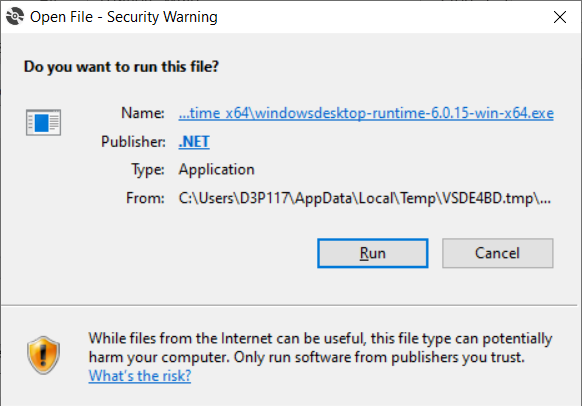 Open File - Security Warning
Do you want to run this file?
Name: ...time x64\windowsdesktop-runtime-6.0.15-win-x64.exe
Publisher: .NET
Type: Application
From: C:\Users\D3P117\AppData\Local\Temp\VSDE4BD.tmp\...
Run Cancel
While files from the Internet can be useful, this file type can potentially
harm your computer. Only run software from publishers you trust.
What's the risk?